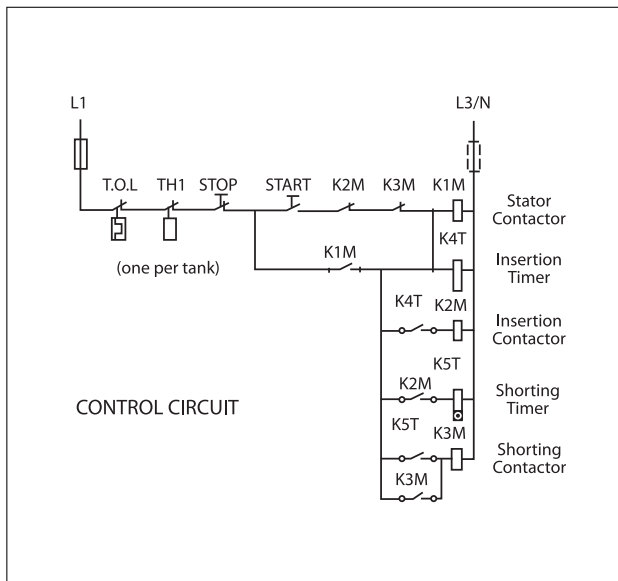 L1
L3/N
T.O.L
TH1
STOP
START
K2M
K3M
K1M
Stator
Contactor
K4T
(one per tank)
K1M
Insertion
Timer
K4T
K2M
Insertion
Contactor
K5T
CONTROL CIRCUIT
K2M
Shorting
Timer
K5T
K3M
Shorting
Contactor
K3M